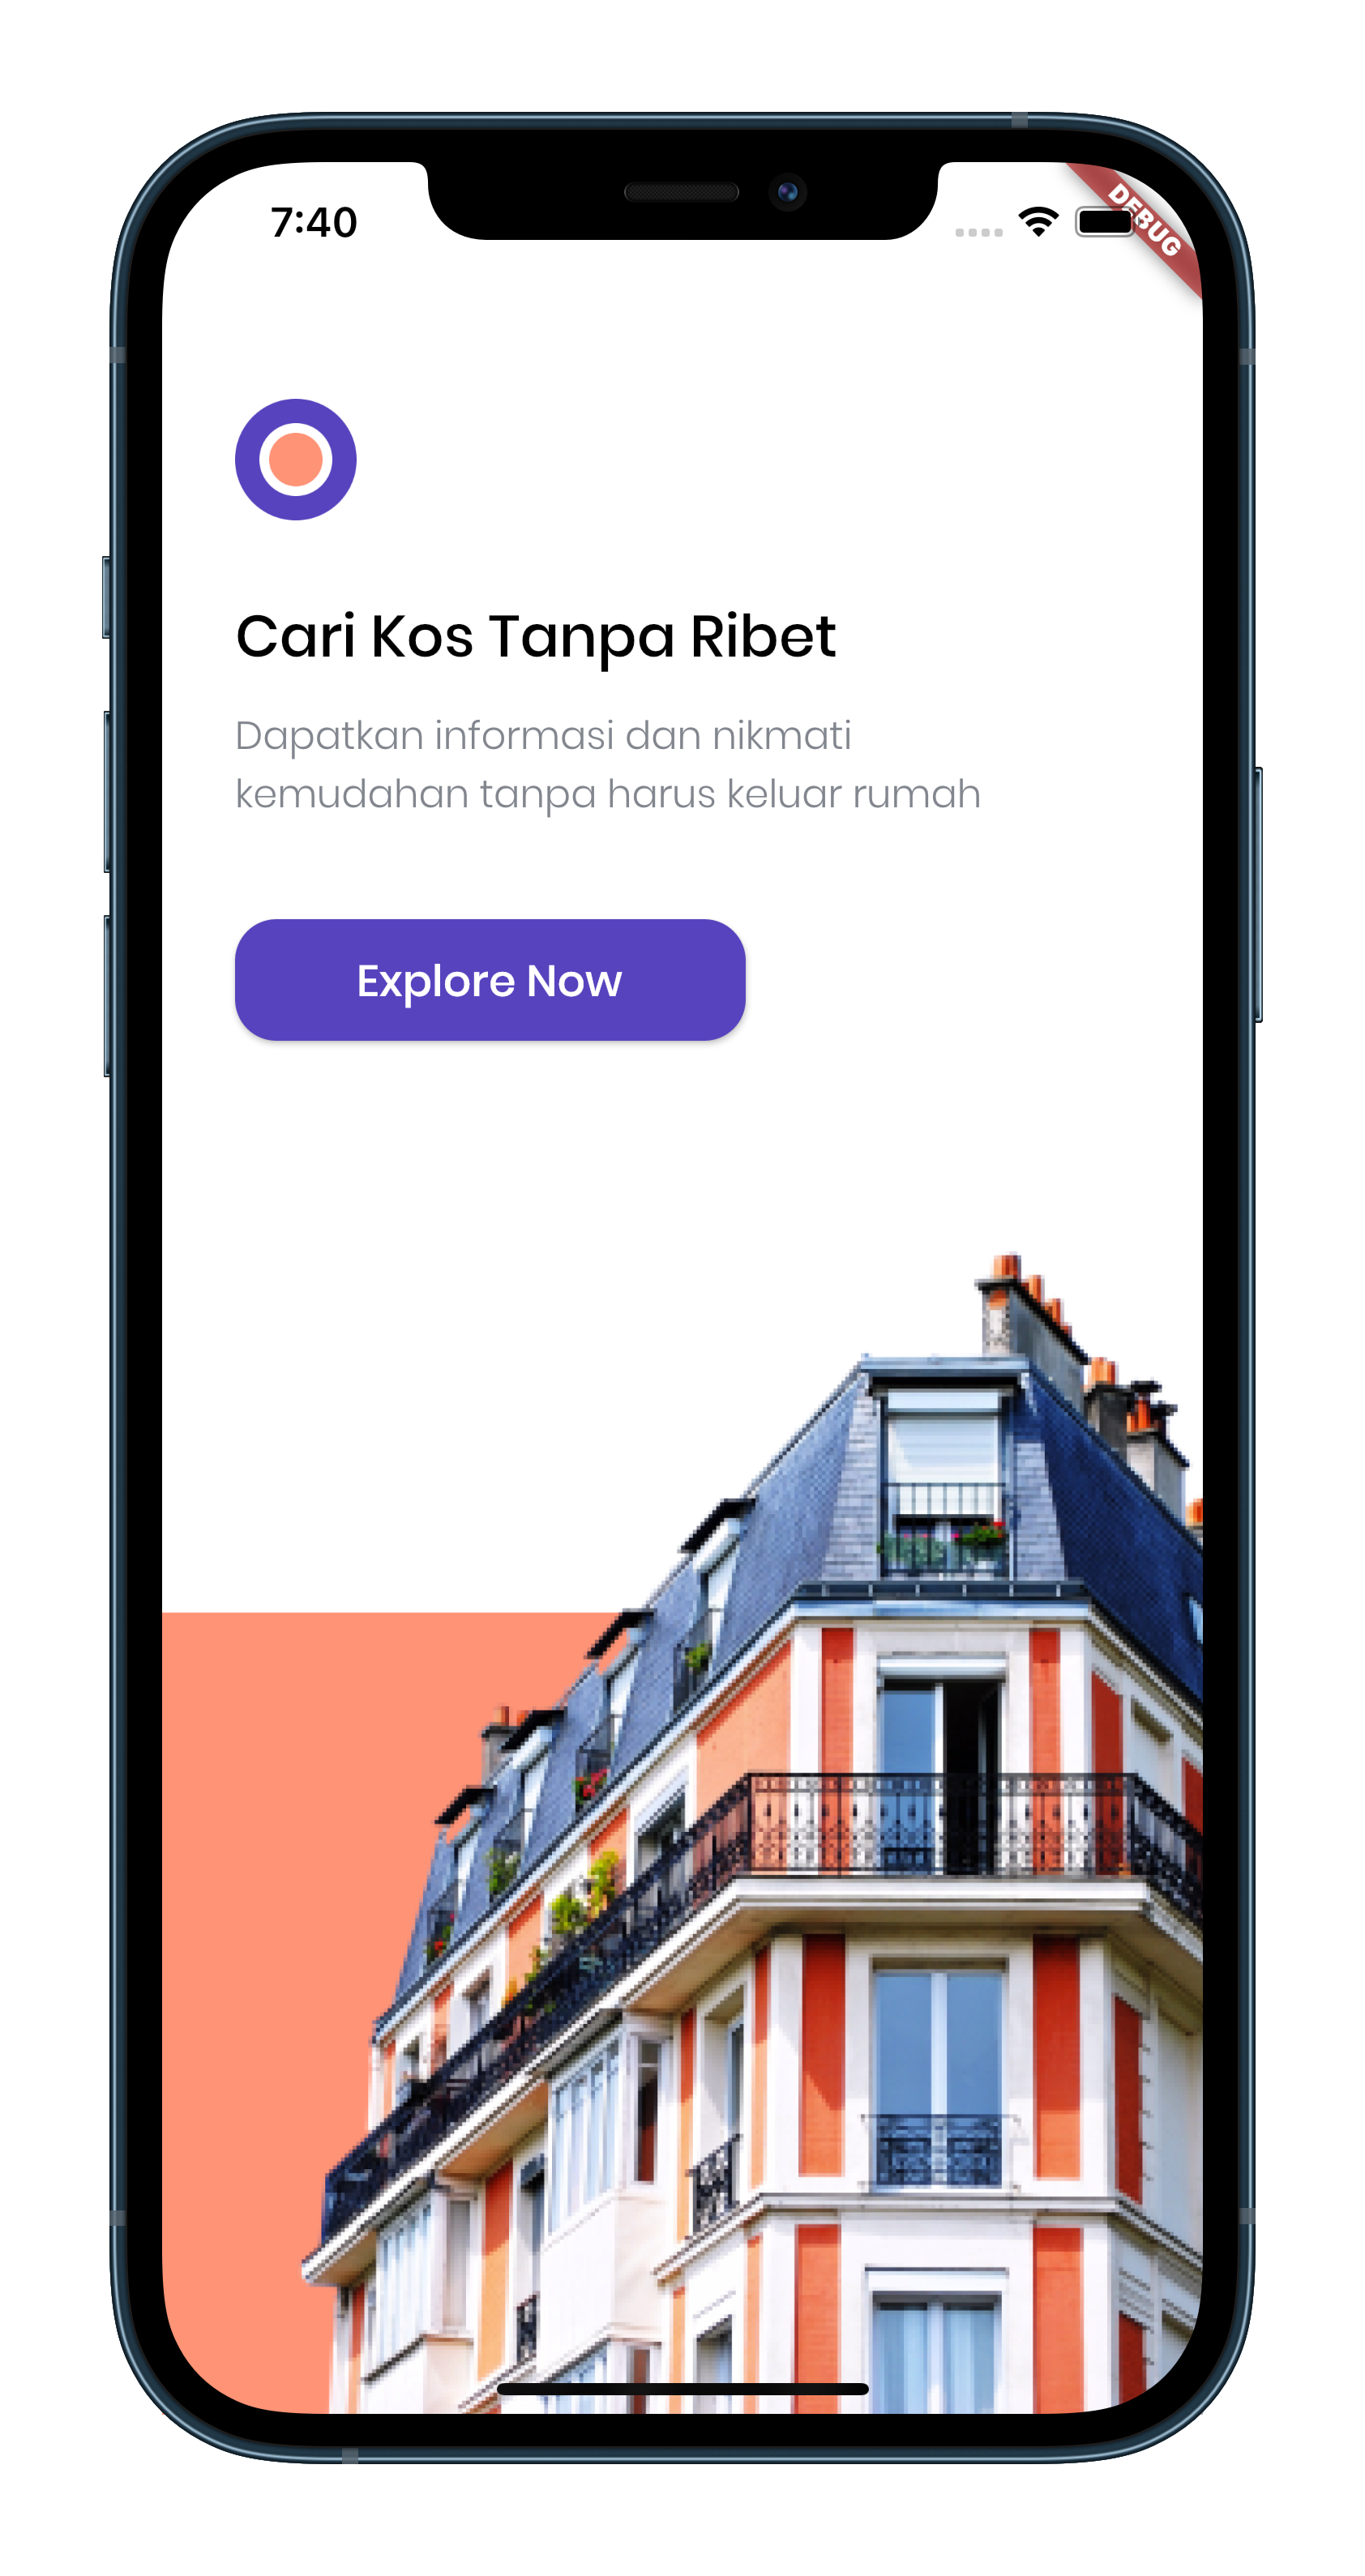 7:40
DEBUG
Cari Kos Tanpa Ribet
Dapatkan informasi dan nikmati
kemudahan tanpa harus keluar rumah
Explore Now